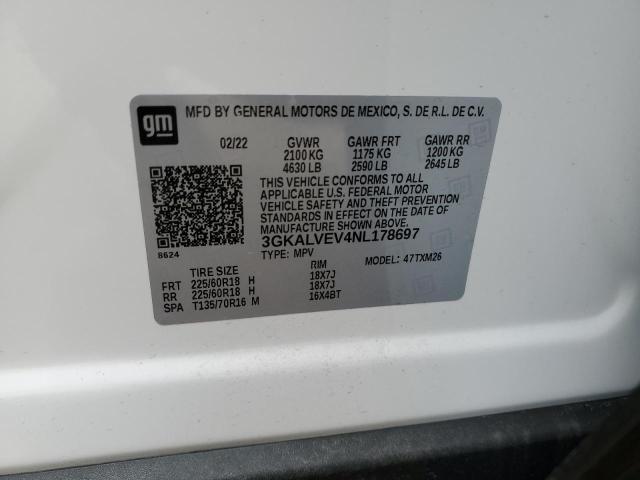 gm
MFD BY GENERAL MOTORS DE MEXICO, S. DE R.L. DE C.V.
02/22 GVWR GAWR FRT GAWR RR
2100 KG 1175 KG 1200 KG
4630 LB 2590 LB 2645 LB
THIS VEHICLE CONFORMS TO ALL
APPLICABLE U.S. FEDERAL MOTOR
VEHICLE SAFETY AND THEFT PREVENTION
STANDARDS IN EFFECT ON THE DATE OF
MANUFACTURE SHOWN ABOVE.
3GKALVEV4NL178697
8624
TYPE: MPV MODEL: 47TXM26
TIRE SIZE RIM
FRT 225/60R18 H 18X7J
RR 225/60R18 H 18X7J
SPA T135/70R16 M 16X4BT